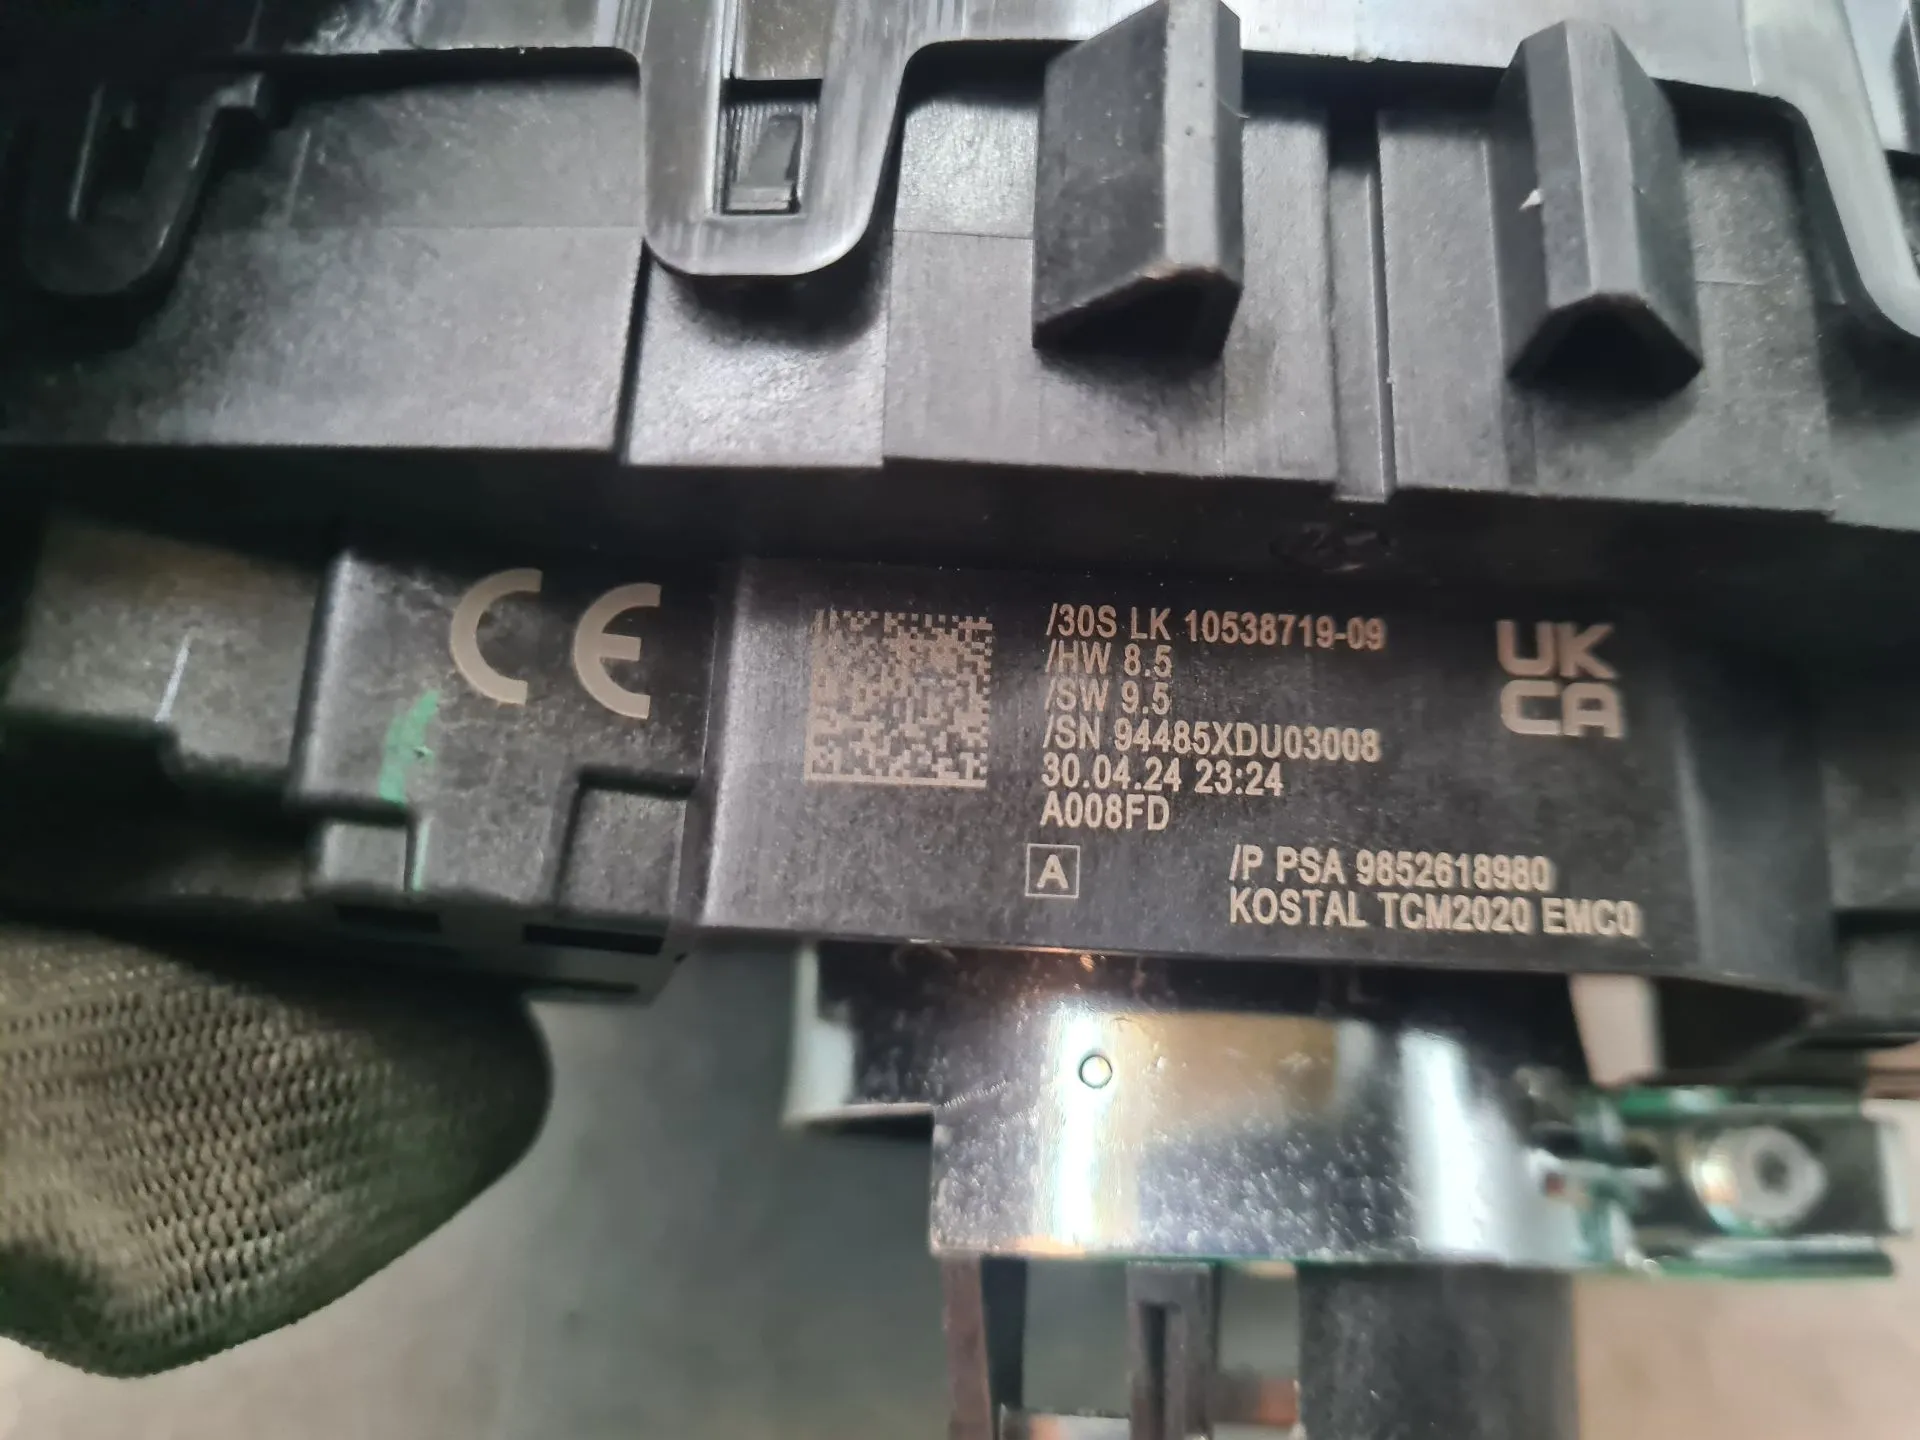 CE
/30S LK 10538719-09
/HW 8.5
/SW 9.5
/SN 94485XDU03008
30.04.24 23:24
A008FD
UK
CA
A
/P PSA 9852618980
KOSTAL TCM2020 EMC0